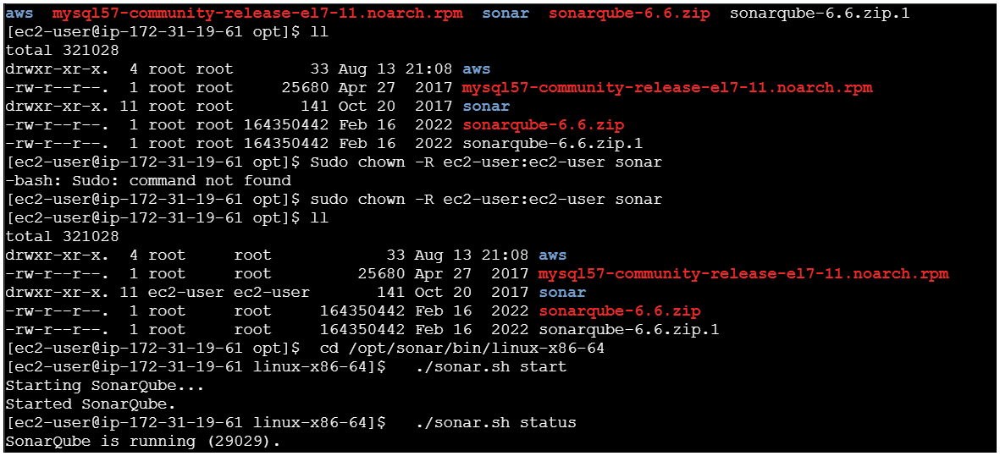 aws  mysql57-community-release-el7-11.noarch.rpm  sonar  sonarqube-6.6.zip  sonarqube-6.6.zip.1
[ec2-user@ip-172-31-19-61 opt]$ ll
total 321028
drwxr-xr-x.  4 root root        33 Aug 13 21:08 aws
-rw-r--r--.  1 root root     25680 Apr 27  2017 mysql57-community-release-el7-11.noarch.rpm
drwxr-xr-x. 11 root root       141 Oct 20  2017 sonar
-rw-r--r--.  1 root root 164350442 Feb 16  2022 sonarqube-6.6.zip
-rw-r--r--.  1 root root 164350442 Feb 16  2022 sonarqube-6.6.zip.1
[ec2-user@ip-172-31-19-61 opt]$ Sudo chown -R ec2-user:ec2-user sonar
-bash: Sudo: command not found
[ec2-user@ip-172-31-19-61 opt]$ sudo chown -R ec2-user:ec2-user sonar
[ec2-user@ip-172-31-19-61 opt]$ ll
total 321028
drwxr-xr-x.  4 root     root            33 Aug 13 21:08 aws
-rw-r--r--.  1 root     root         25680 Apr 27  2017 mysql57-community-release-el7-11.noarch.rpm
drwxr-xr-x. 11 ec2-user ec2-user       141 Oct 20  2017 sonar
-rw-r--r--.  1 root     root     164350442 Feb 16  2022 sonarqube-6.6.zip
-rw-r--r--.  1 root     root     164350442 Feb 16  2022 sonarqube-6.6.zip.1
[ec2-user@ip-172-31-19-61 opt]$  cd /opt/sonar/bin/linux-x86-64
[ec2-user@ip-172-31-19-61 linux-x86-64]$   ./sonar.sh start
Starting SonarQube...
Started SonarQube.
[ec2-user@ip-172-31-19-61 linux-x86-64]$   ./sonar.sh status
SonarQube is running (29029).